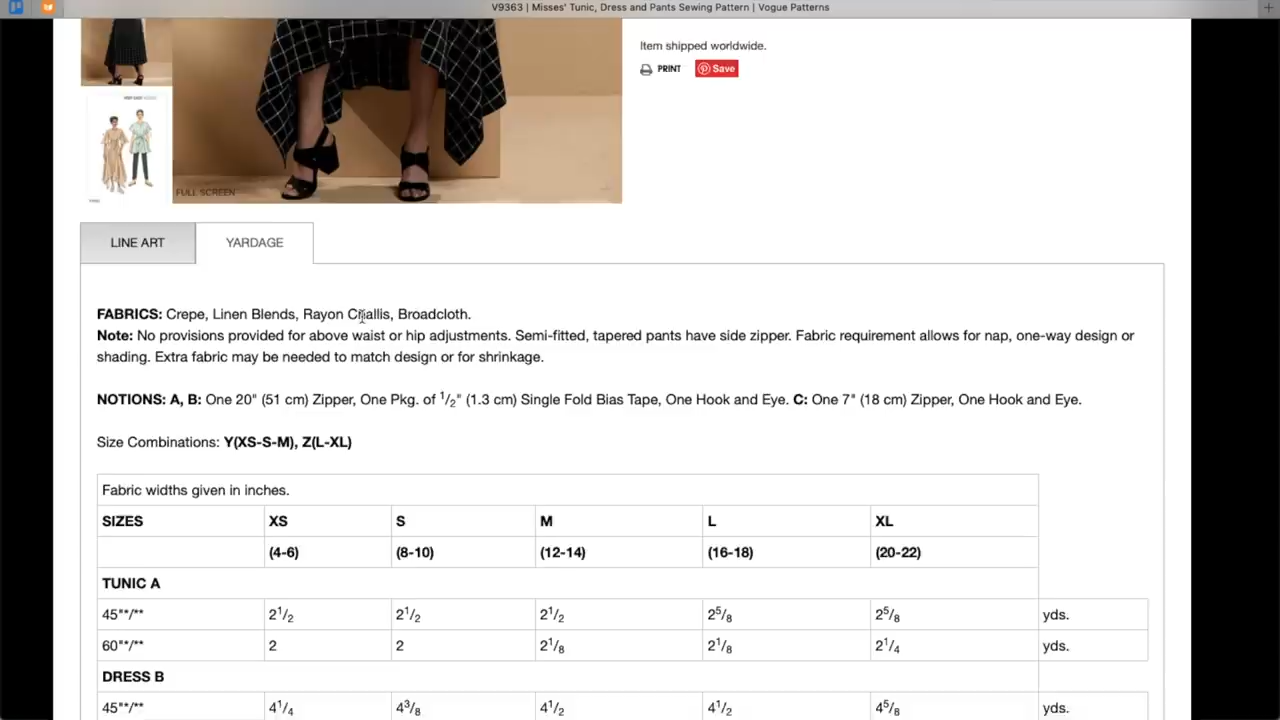 V9363 | Misses' Tunic, Dress and Pants Sewing Pattern | Vogue Patterns
Item shipped worldwide.
PRINT Save
FULL SCREEN
LINE ART YARDAGE
FABRICS: Crepe, Linen Blends, Rayon Challis, Broadcloth.
Note: No provisions provided for above waist or hip adjustments. Semi-fitted, tapered pants have side zipper. Fabric requirement allows for nap, one-way design or
shading. Extra fabric may be needed to match design or for shrinkage.
NOTIONS: A, B: One 20" (51 cm) Zipper, One Pkg. of 1/2" (1.3 cm) Single Fold Bias Tape, One Hook and Eye. C: One 7" (18 cm) Zipper, One Hook and Eye.
Size Combinations: Y(XS-S-M), Z(L-XL)
Fabric widths given in inches.
SIZES XS S M L XL
(4-6) (8-10) (12-14) (16-18) (20-22)
TUNIC A
45"*/** 2 1/2 2 1/2 2 1/2 2 5/8 2 5/8 yds.
60"*/** 2 2 2 1/8 2 1/8 2 1/4 yds.
DRESS B
45"*/** 4 1/4 4 3/8 4 1/2 4 1/2 4 5/8 yds.